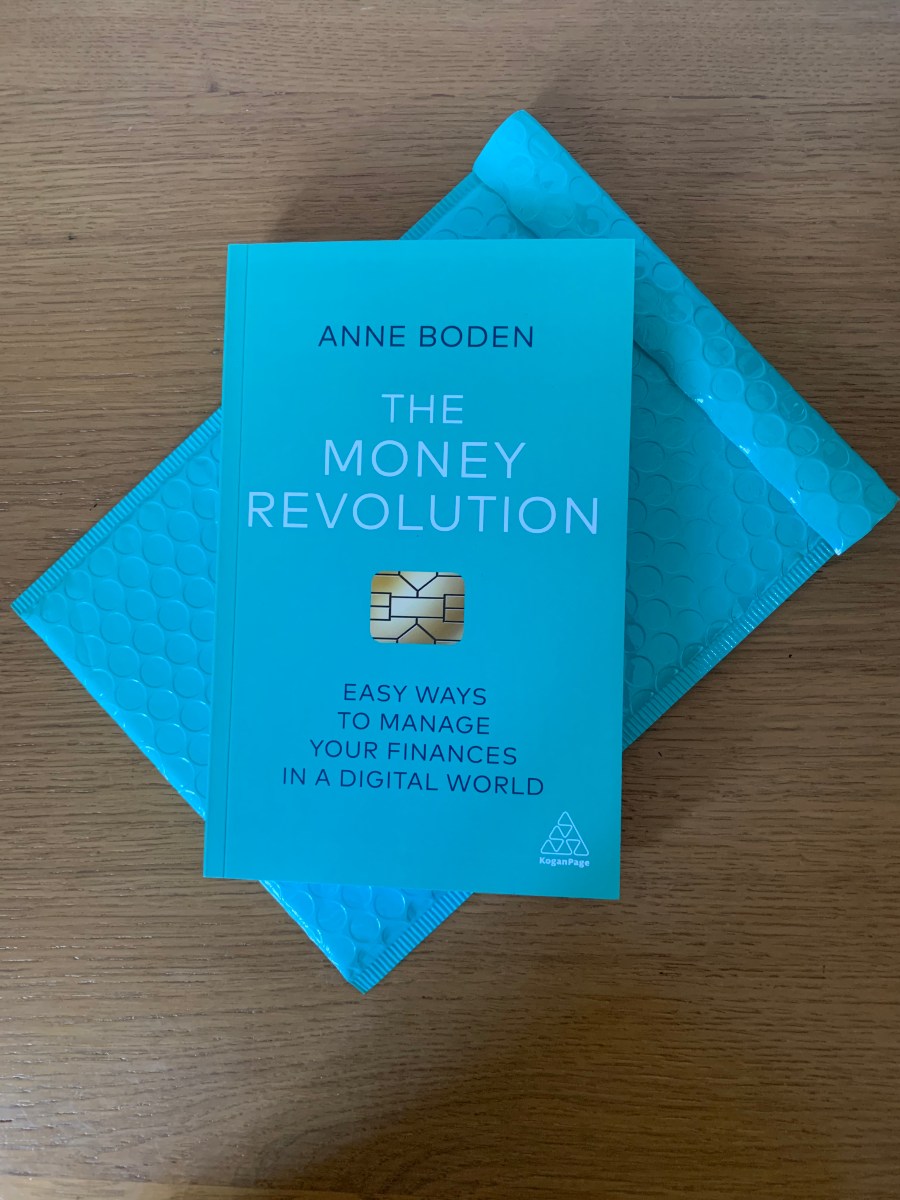 ANNE BODEN
THE
MONEY
REVOLUTION
EASY WAYS
TO MANAGE
YOUR FINANCES
IN A DIGITAL WORLD
KoganPage